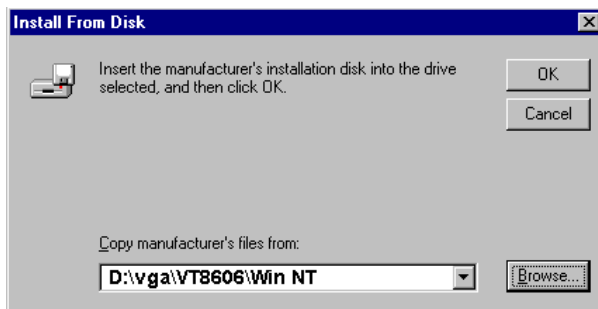 Install From Disk
Insert the manufacturer's installation disk into the drive
selected, and then click OK.
OK
Cancel
Copy manufacturer's files from:
D:\vga\VT8606\Win NT
Browse...